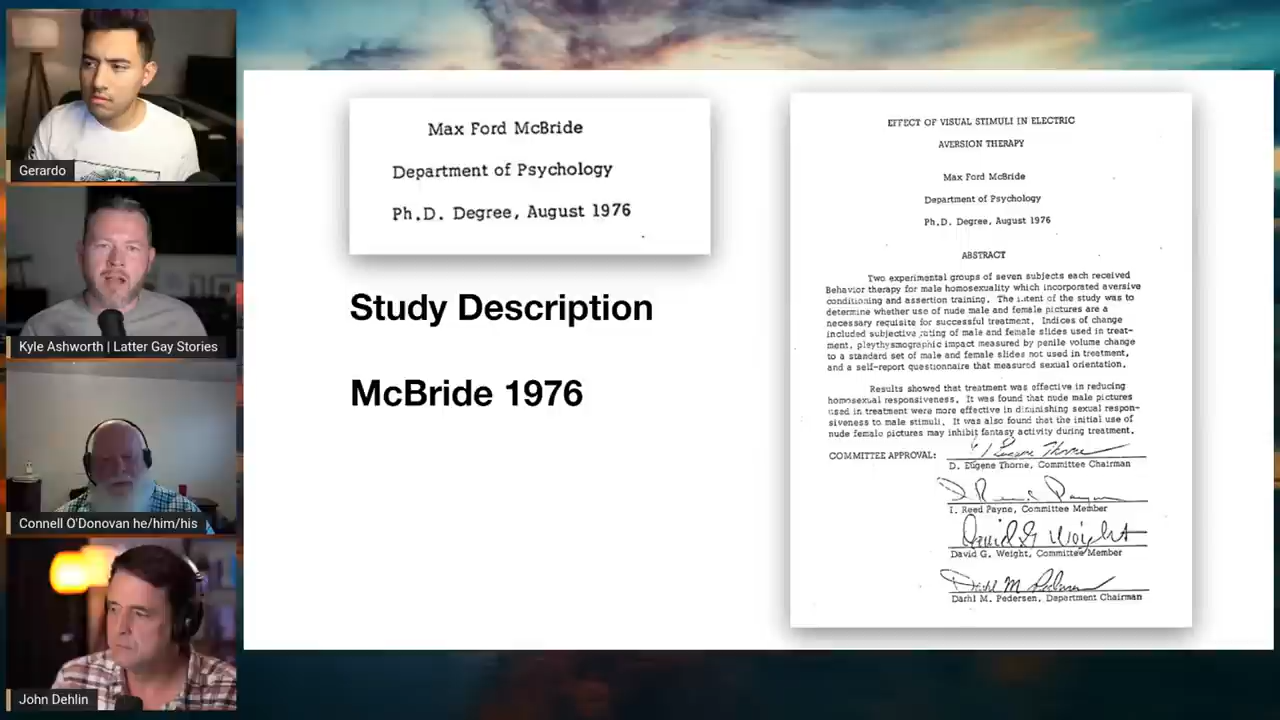 Gerardo
Kyle Ashworth | Latter Gay Stories
Connell O'Donovan he/him/his
John Dehlin
Max Ford McBride
Department of Psychology
Ph.D. Degree, August 1976
Study Description
McBride 1976
EFFECT OF VISUAL STIMULI IN ELECTRIC
AVERSION THERAPY
Max Ford McBride
Department of Psychology
Ph.D. Degree, August 1976
ABSTRACT
Two experimental groups of seven subjects each received
Behavior therapy for male homosexuality which incorporated aversive
conditioning and assertion training. The intent of the study was to
determine whether use of nude male and female pictures are a
necessary requisite for successful treatment. Indices of change
included subjective rating of male and female slides used in treat-
ment, pleythysmographic impact measured by penile volume change
to a standard set of male and female slides not used in treatment,
and a self-report questionnaire that measured sexual orientation.
Results showed that treatment was effective in reducing
homosexual responsiveness. It was found that nude male pictures
used in treatment were more effective in diminishing sexual respon-
siveness to male stimuli. It was also found that the initial use of
nude female pictures may inhibit fantasy activity during treatment.
COMMITTEE APPROVAL:
D. Eugene Thorne, Committee Chairman
I. Reed Payne, Committee Member
David G. Weight
David G. Weight, Committee Member
Darhl M. Pedersen
Darhl M. Pedersen, Department Chairman